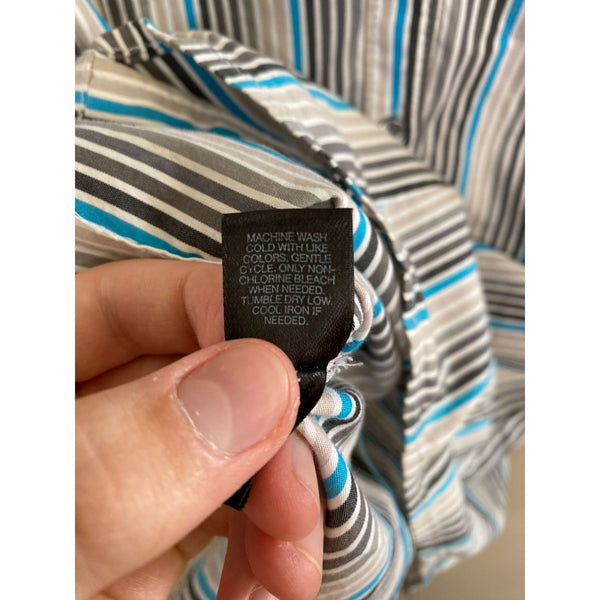 MACHINE WASH
COLD WITH LIKE
COLORS, GENTLE
CYCLE. ONLY NON-
CHLORINE BLEACH
WHEN NEEDED.
TUMBLE DRY LOW.
COOL IRON IF
NEEDED.